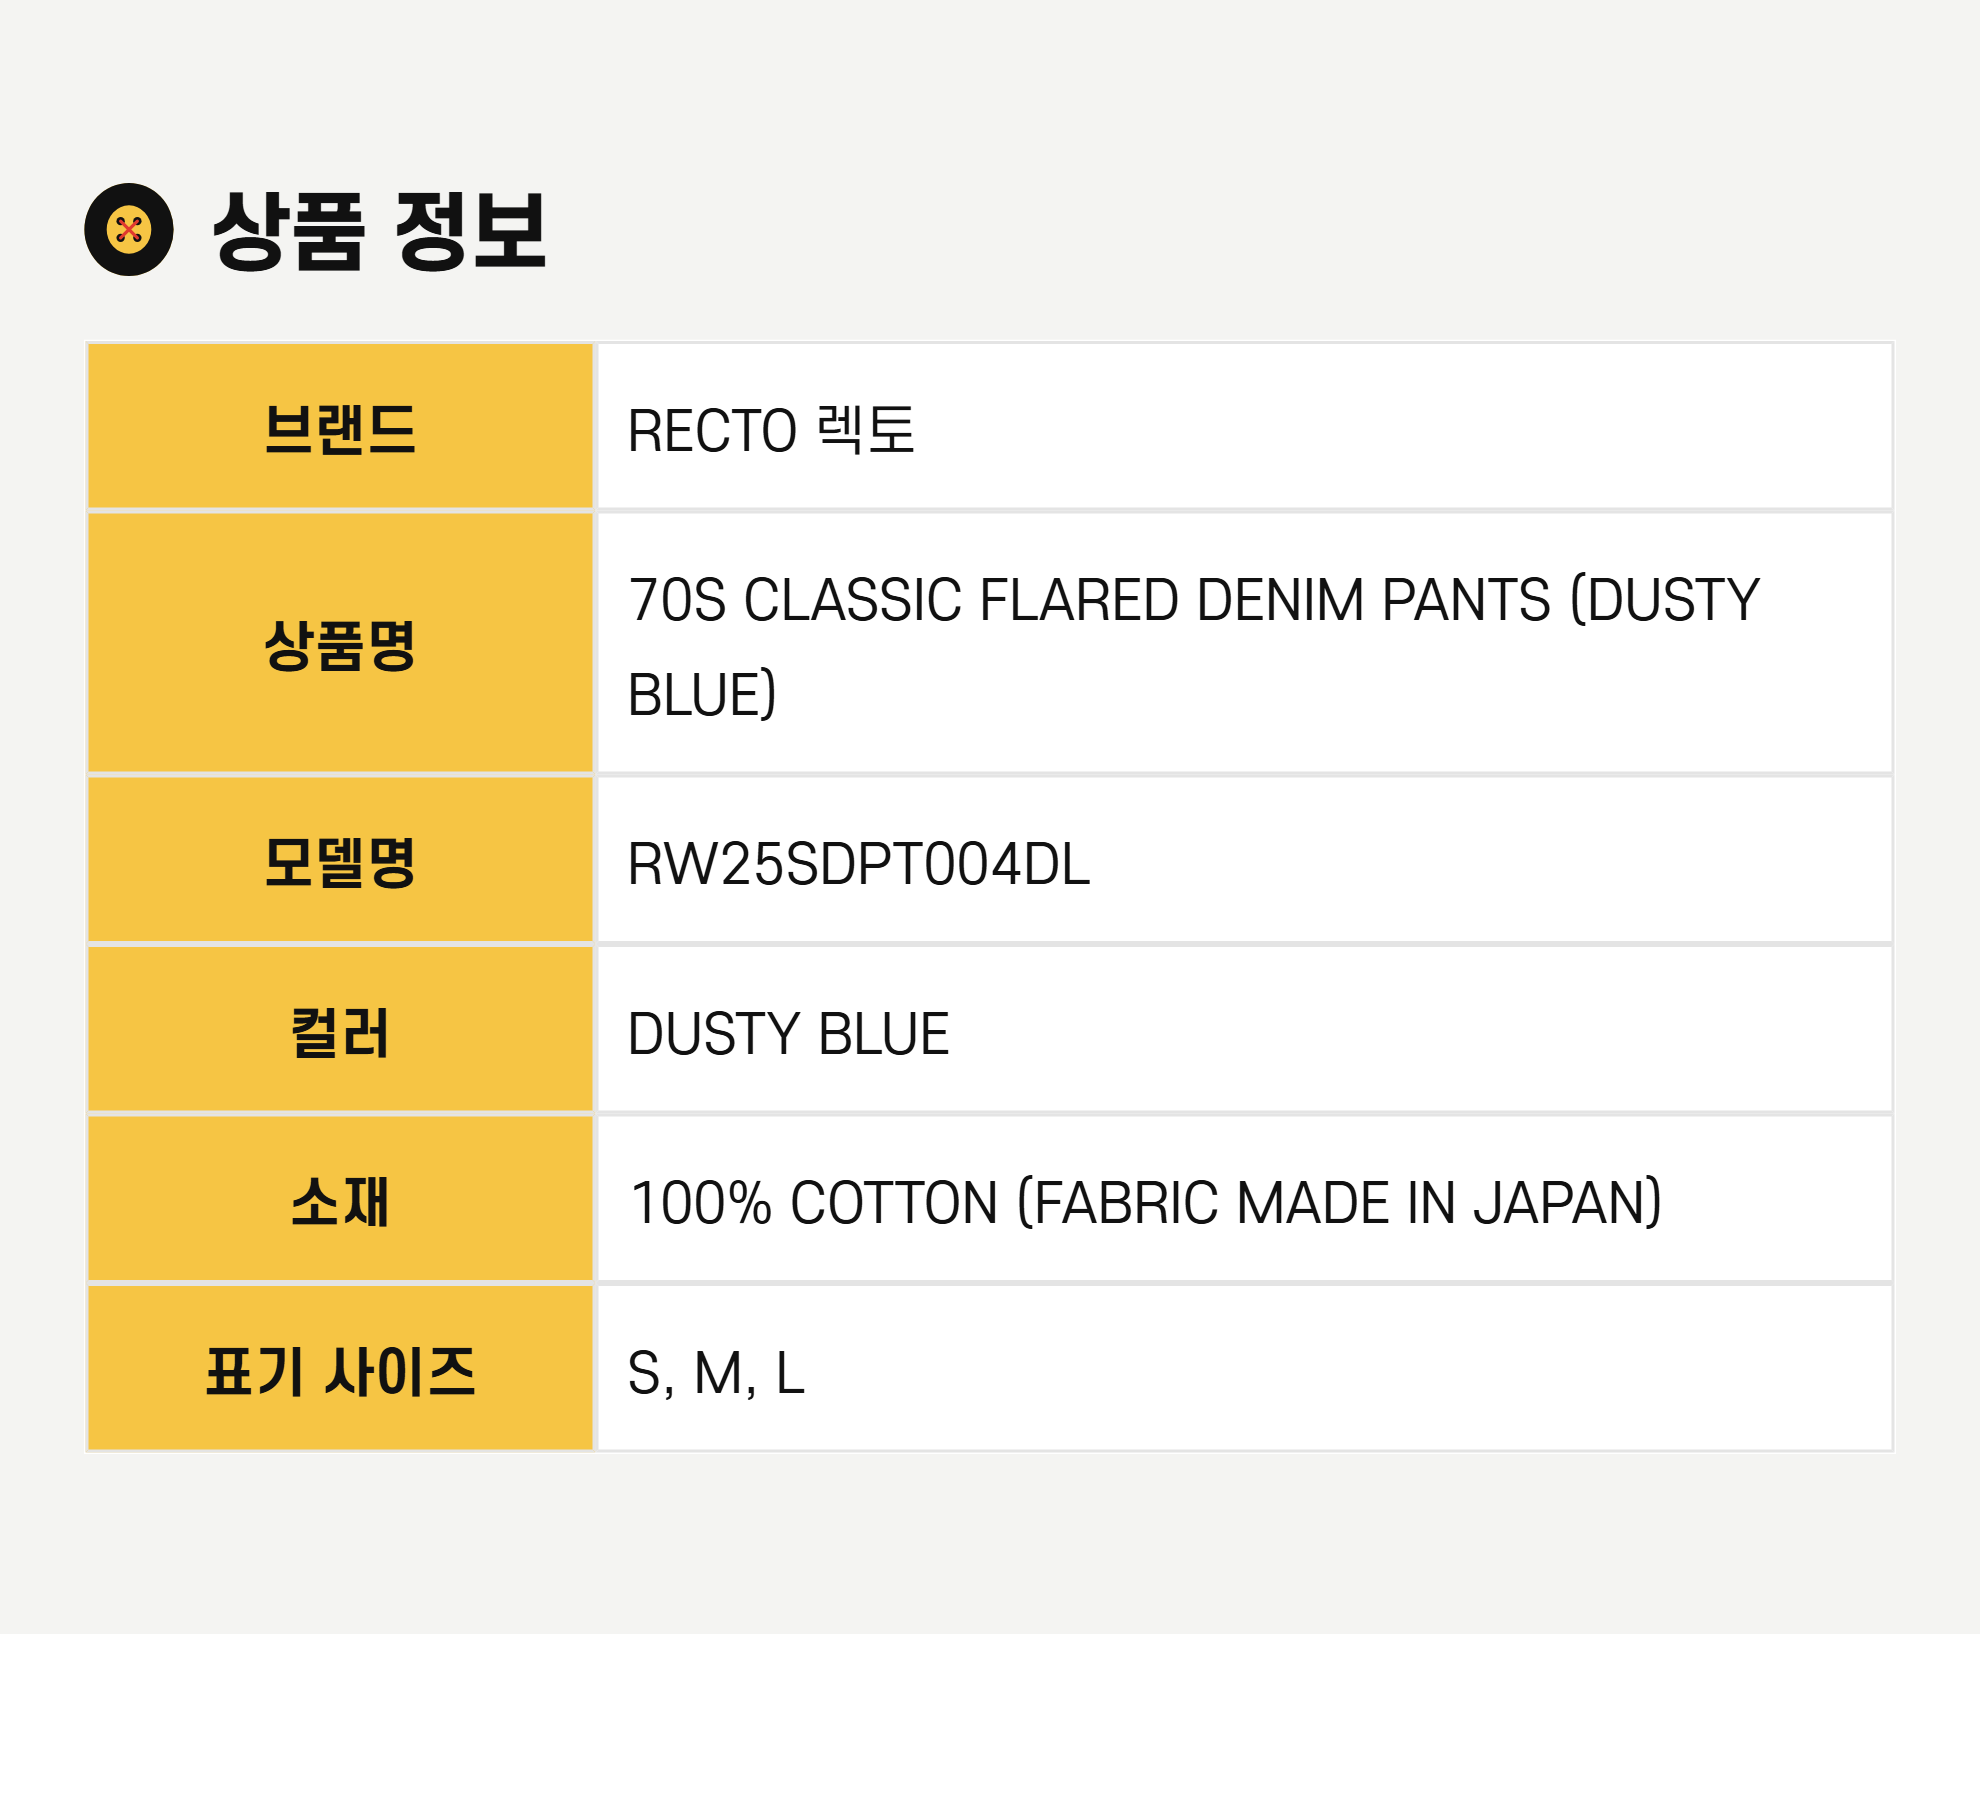 상품 정보
브랜드
RECTO 렉토
상품명
70S CLASSIC FLARED DENIM PANTS (DUSTY
BLUE)
모델명
RW25SDPT004DL
컬러
DUSTY BLUE
소재
100% COTTON (FABRIC MADE IN JAPAN)
표기 사이즈
S, M, L